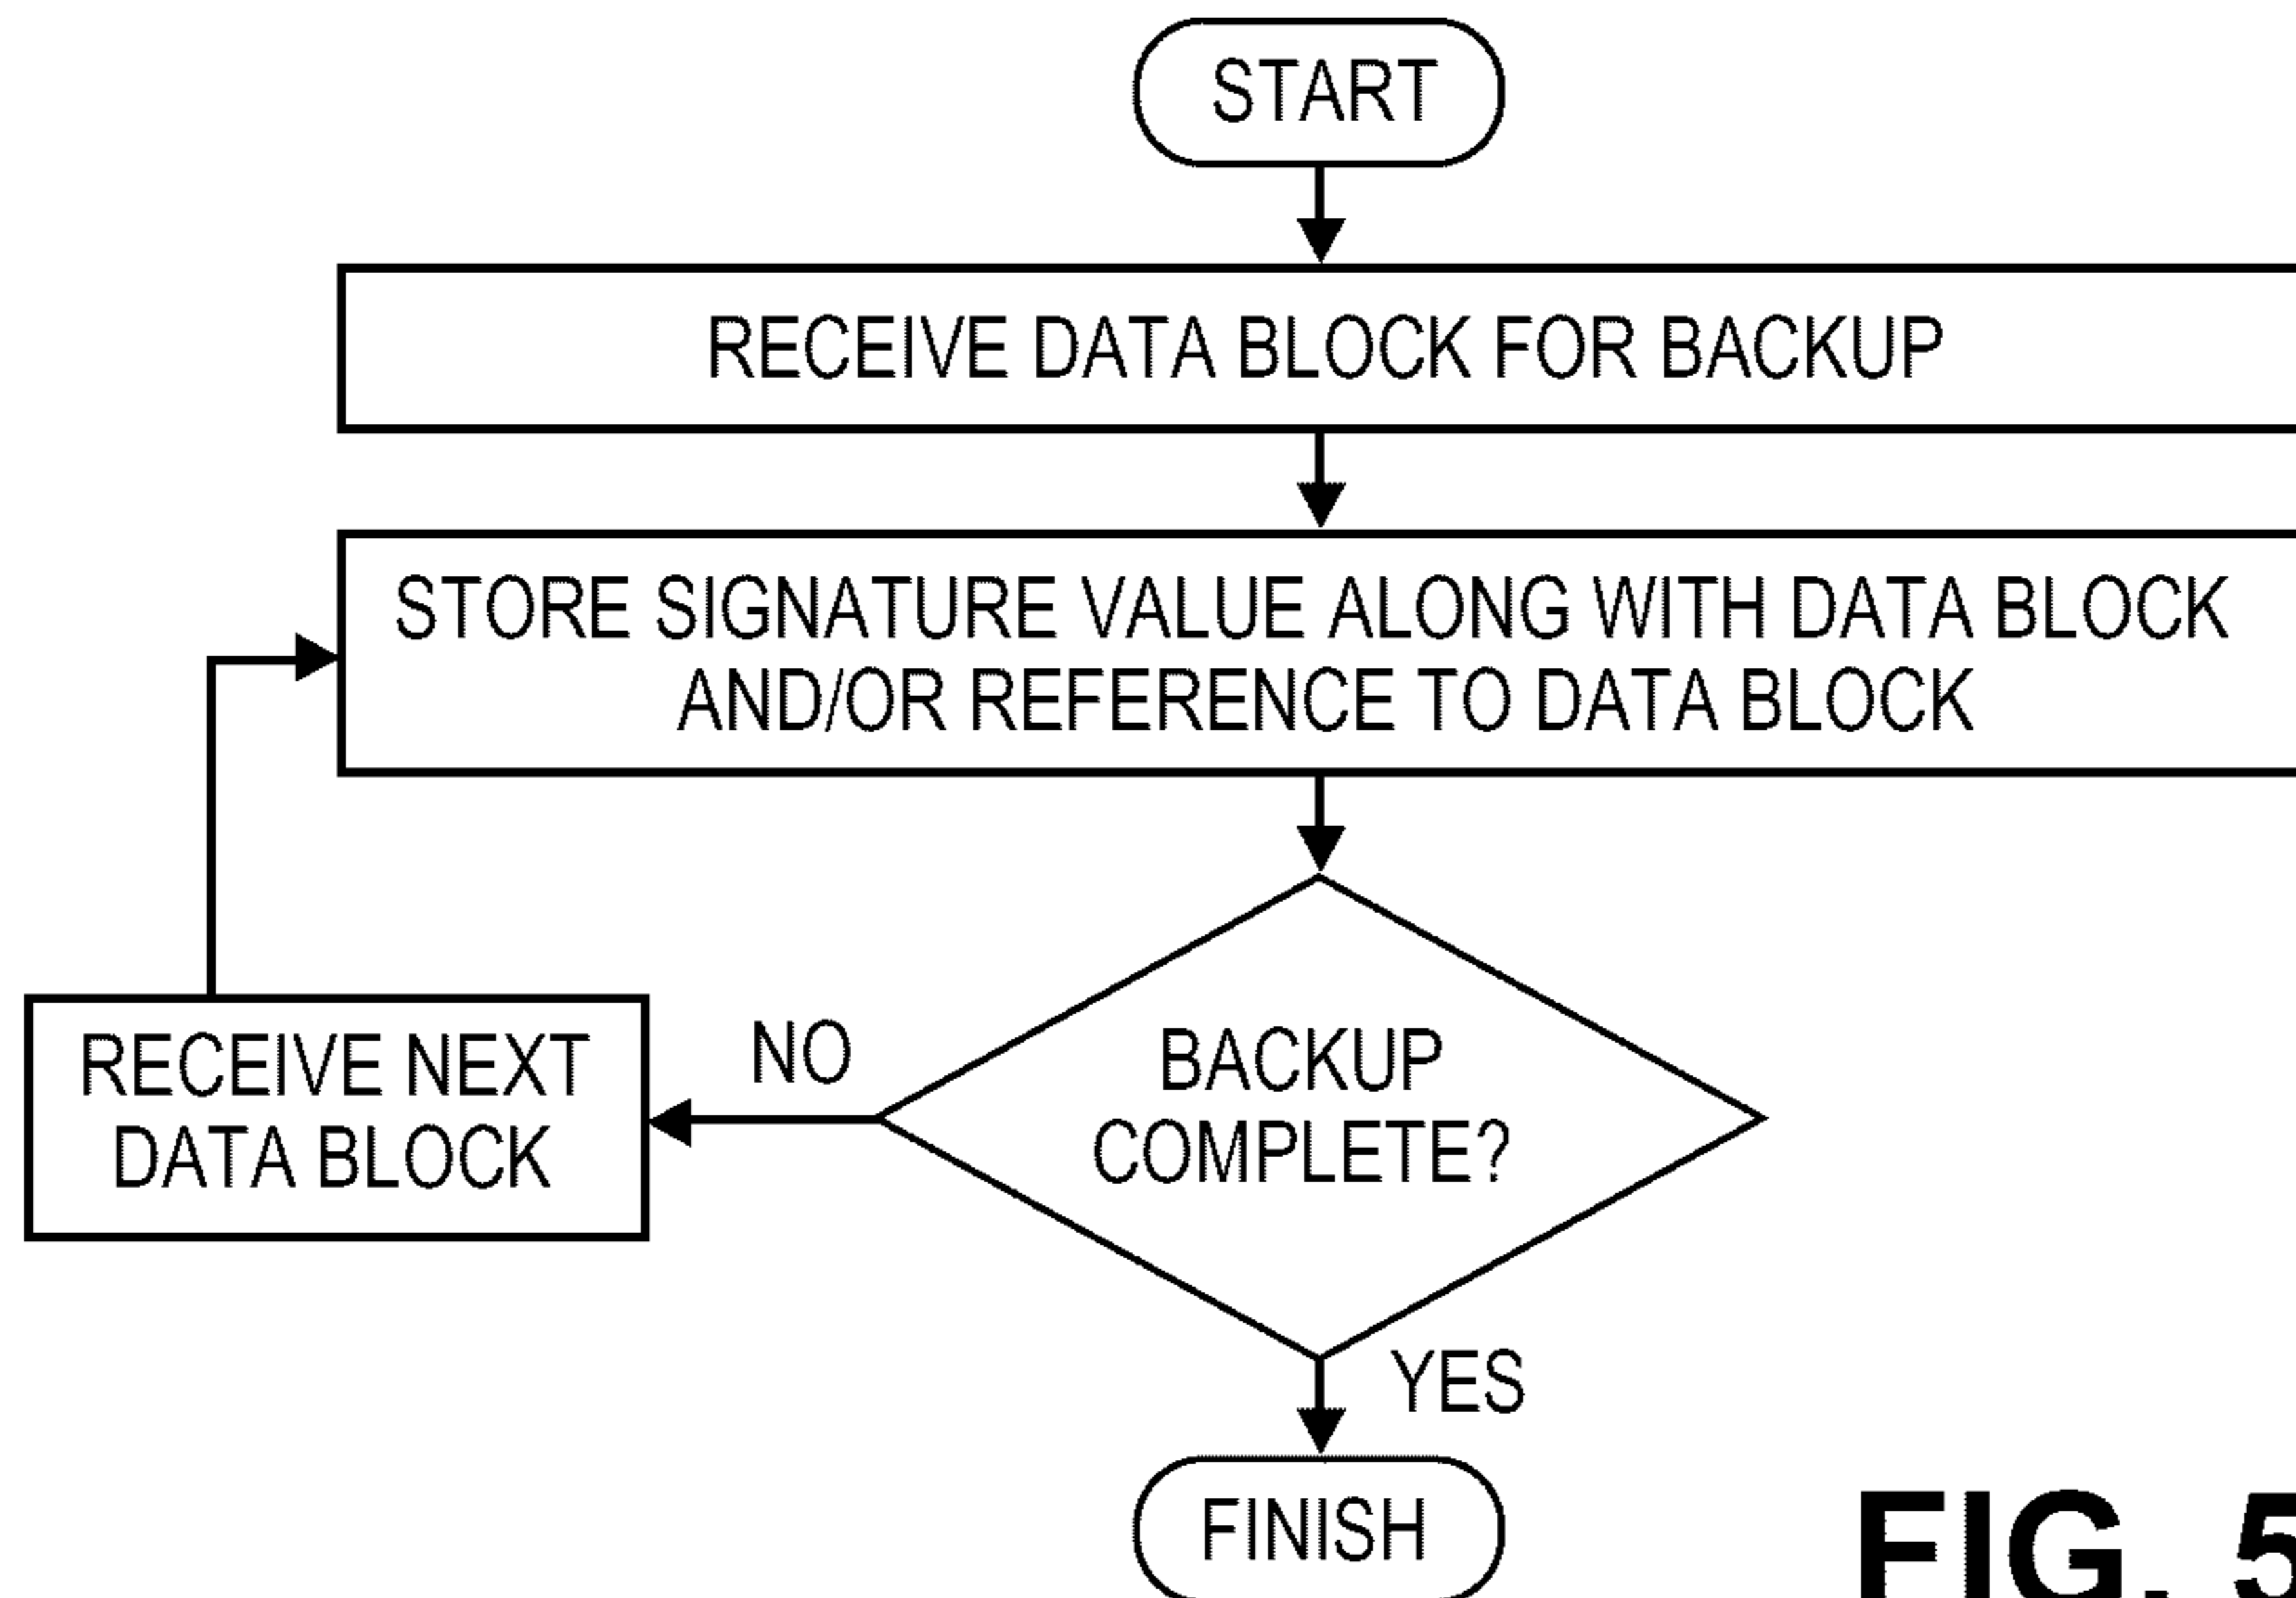 START
RECEIVE DATA BLOCK FOR BACKUP
STORE SIGNATURE VALUE ALONG WITH DATA BLOCK
AND/OR REFERENCE TO DATA BLOCK
RECEIVE NEXT
DATA BLOCK
NO
BACKUP
COMPLETE?
YES
FINISH
FIG. 5